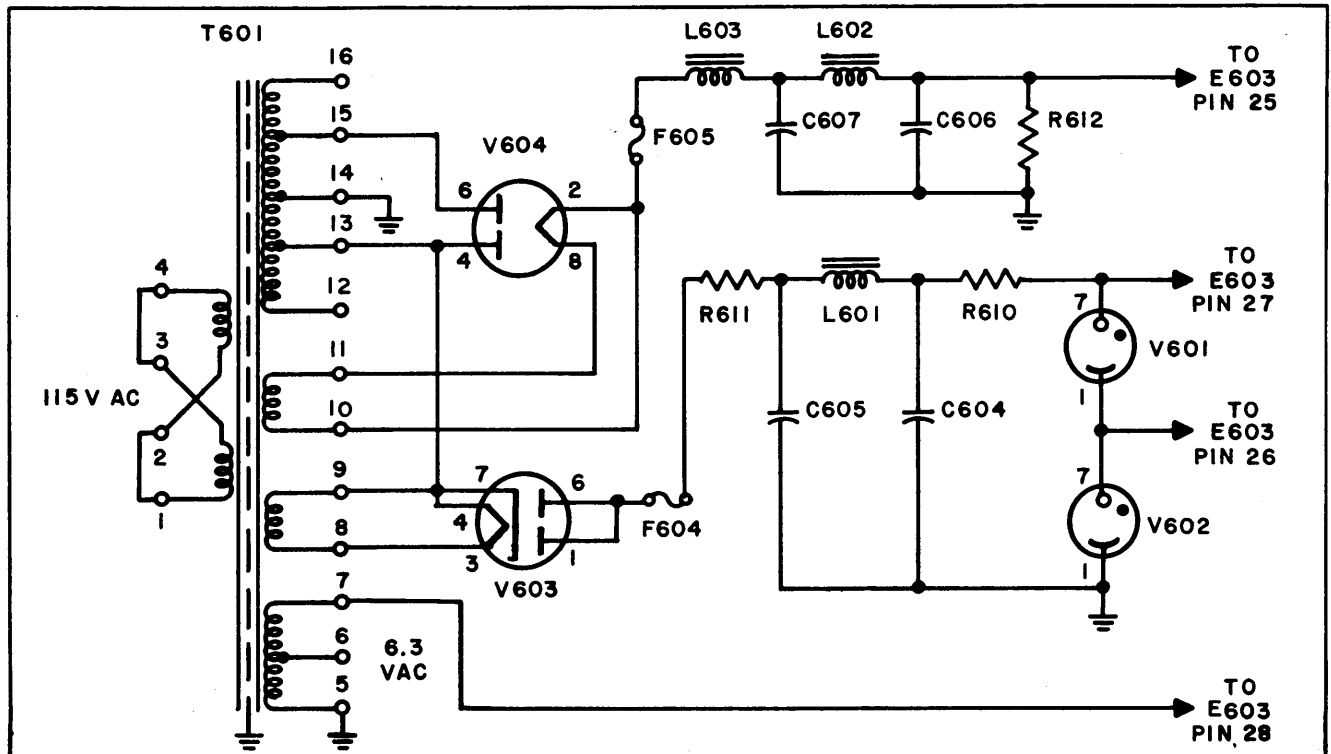 T601
16
15
14
13
12
11
10
9
8
7
6
5
4
3
2
1
115 V AC
6.3
VAC
V604
6
2
4
8
V603
7
6
4
3
1
F605
F604
L603
L602
C607
C606
R612
TO
E603
PIN 25
R611
L601
R610
C605
C604
7
V601
1
TO
E603
PIN 27
TO
E603
PIN 26
7
V602
1
TO
E603
PIN 28